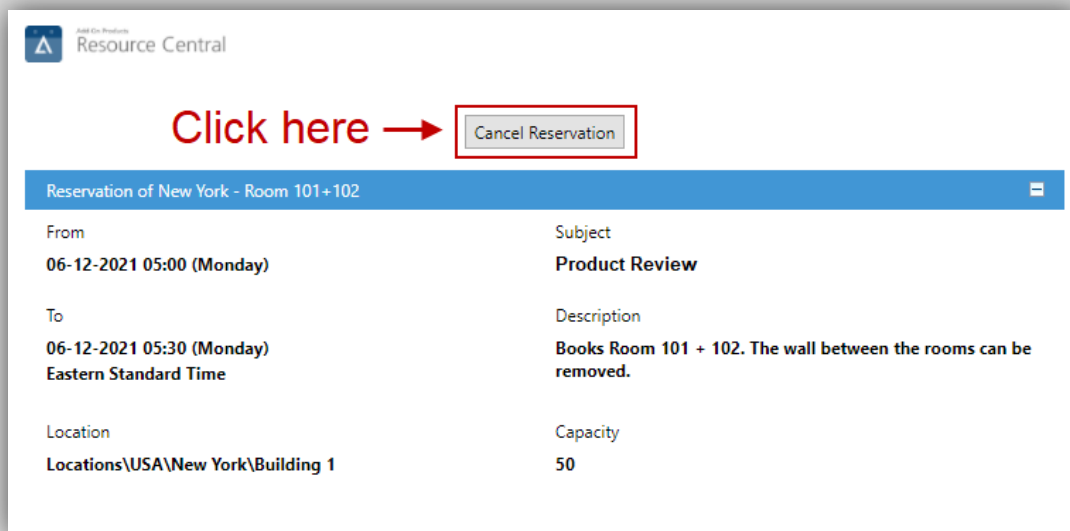 Add-On Products
Resource Central
Click here
Cancel Reservation
Reservation of New York - Room 101+102
From
06-12-2021 05:00 (Monday)
Subject
Product Review
To
06-12-2021 05:30 (Monday)
Eastern Standard Time
Description
Books Room 101 + 102. The wall between the rooms can be
removed.
Location
Locations\USA\New York\Building 1
Capacity
50